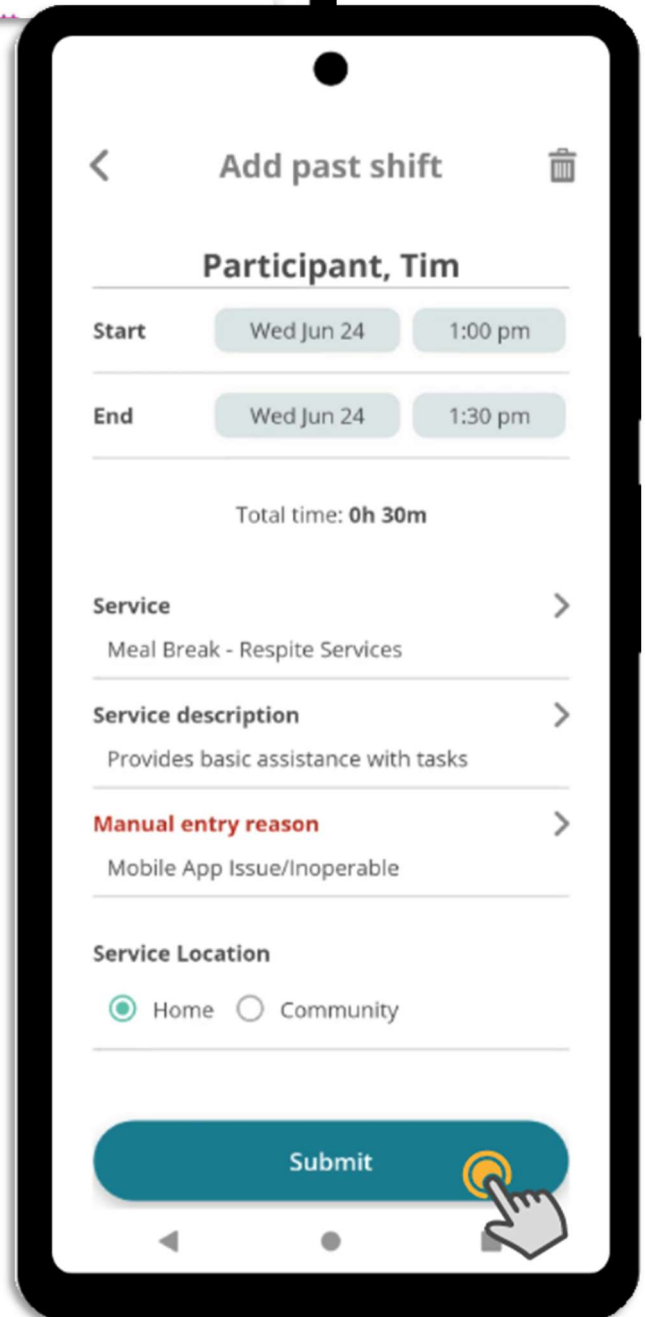 Add past shift
Participant, Tim
Start Wed Jun 24 1:00 pm
End Wed Jun 24 1:30 pm
Total time: 0h 30m
Service
Meal Break - Respite Services
Service description
Provides basic assistance with tasks
Manual entry reason
Mobile App Issue/Inoperable
Service Location
Home Community
Submit